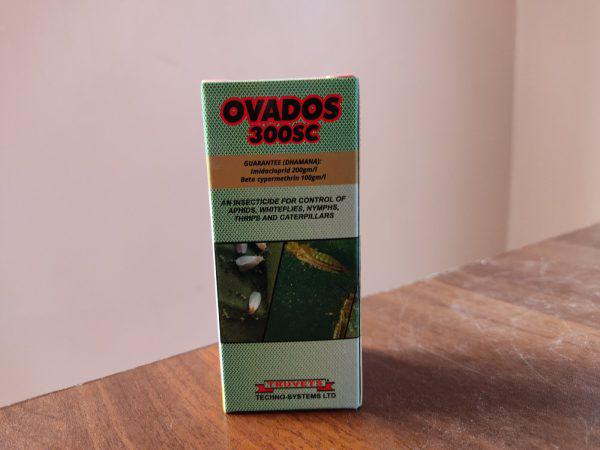 OVADOS
300SC
GUARANTEE (DHAMANA):
Imidacloprid 200gm/l
Beta cypermethrin 100gm/l
AN INSECTICIDE FOR CONTROL OF
APHIDS, WHITEFLIES, NYMPHS,
THRIPS AND CATERPILLARS
TRUVETS
TECHNO-SYSTEMS LTD